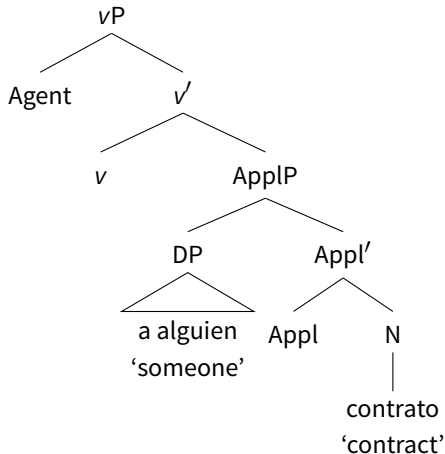 vP
Agent v′
v ApplP
DP Appl′
a alguien Appl N
‘someone’
contrato
‘contract’